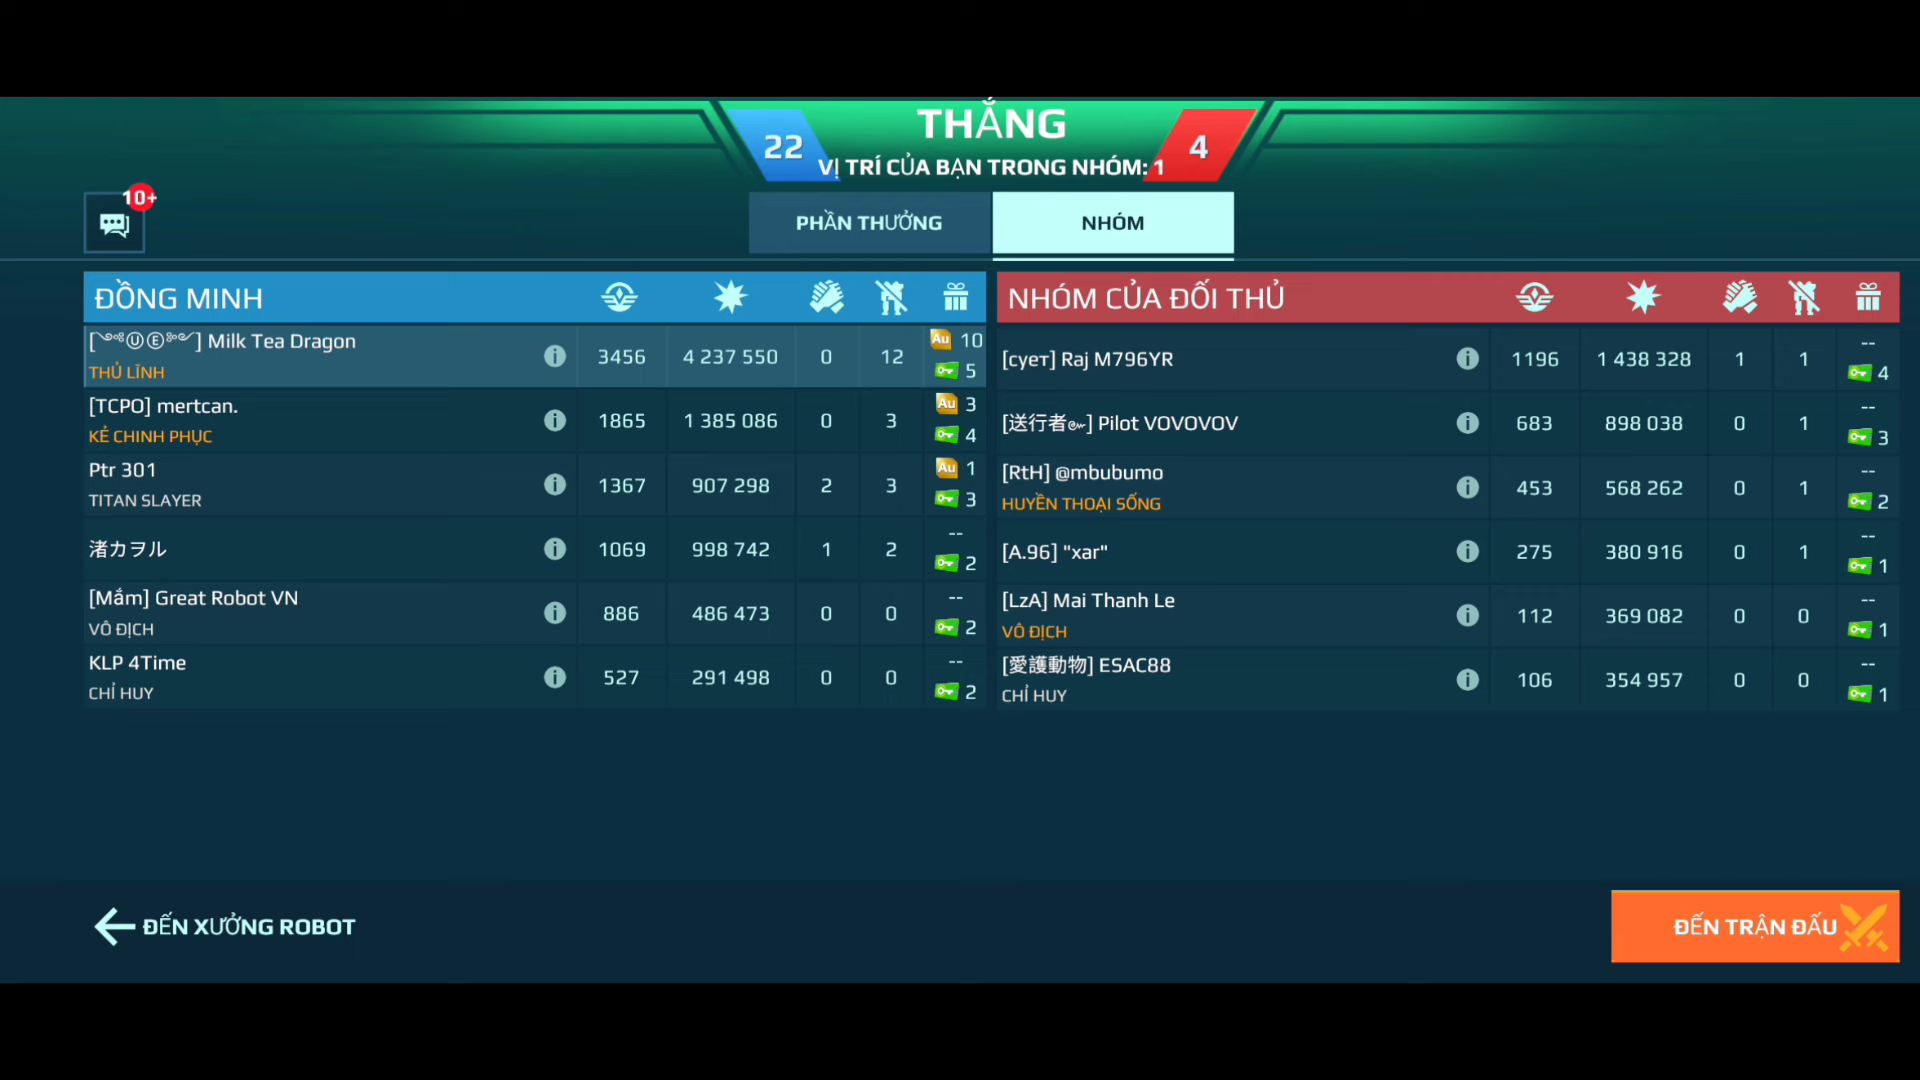 THẮNG
22
VỊ TRÍ CỦA BẠN TRONG NHÓM: 1
4
10+
PHẦN THƯỞNG
NHÓM
ĐỒNG MINH
[༄༅ⓊⒺ༅༄] Milk Tea Dragon
THỦ LĨNH
3456 4 237 550 0 12 Au 10 5
[TCPO] mertcan.
KẺ CHINH PHỤC
1865 1 385 086 0 3 Au 3 4
Ptr 301
TITAN SLAYER
1367 907 298 2 3 Au 1 3
渚カヲル 1069 998 742 1 2 -- 2
[Mắm] Great Robot VN
VÔ ĐỊCH
886 486 473 0 0 -- 2
KLP 4Time
CHỈ HUY
527 291 498 0 0 -- 2
NHÓM CỦA ĐỐI THỦ
[сует] Raj M796YR 1196 1 438 328 1 1 -- 4
[送行者๛] Pilot VOVOVOV 683 898 038 0 1 -- 3
[RtH] @mbubumo
HUYỀN THOẠI SỐNG
453 568 262 0 1 -- 2
[A.96] "xar" 275 380 916 0 1 -- 1
[LzA] Mai Thanh Le
VÔ ĐỊCH
112 369 082 0 0 -- 1
[愛護動物] ESAC88
CHỈ HUY
106 354 957 0 0 -- 1
ĐẾN XƯỞNG ROBOT
ĐẾN TRẬN ĐẤU